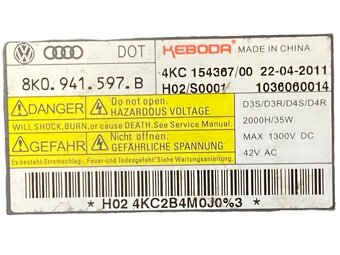 DOT KEBODA MADE IN CHINA
8K0.941.597.B 4KC 154367/00 22-04-2011
H02/S0001 1036060014
DANGER Do not open. HAZARDOUS VOLTAGE
WILL SHOCK, BURN, or cause DEATH. See Service Manual.
GEFAHR Nicht öffnen. GEFÄHRLICHE SPANNUNG
Es besteht Stromschlag-, Feuer-und Todesgefahr. Siehe Wartungsanleitung.
D3S/D3R/D4S/D4R
2000H/35W
MAX 1300V DC
42V AC
* H02 4KC2B4M0J0%3 *